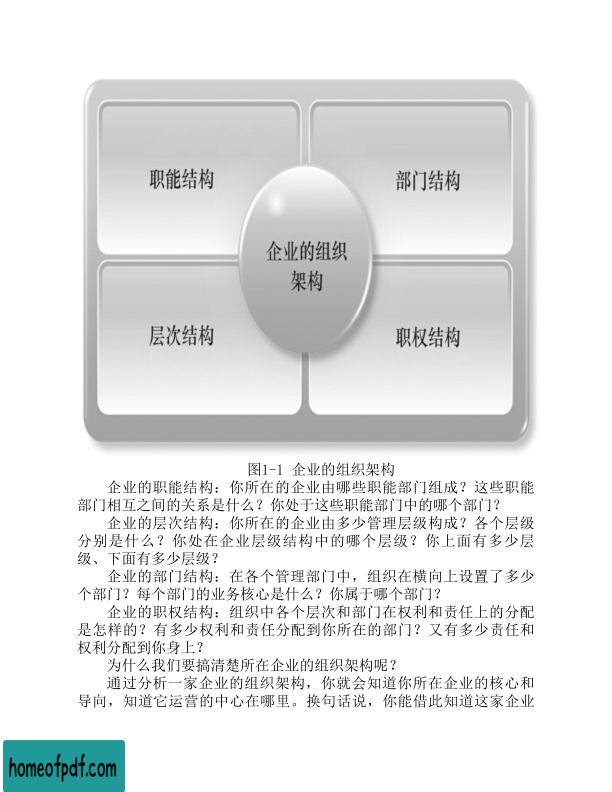 职能结构
部门结构
企业的组织
架构
层次结构
职权结构
图1-1 企业的组织架构
企业的职能结构：你所在的企业由哪些职能部门组成？这些职能
部门相互之间的关系是什么？你处于这些职能部门中的哪个部门？
企业的层次结构：你所在的企业由多少管理层级构成？各个层级
分别是什么？你处在企业层级结构中的哪个层级？你上面有多少层
级、下面有多少层级？
企业的部门结构：在各个管理部门中，组织在横向上设置了多少
个部门？每个部门的业务核心是什么？你属于哪个部门？
企业的职权结构：组织中各个层次和部门在权利和责任上的分配
是怎样的？有多少权利和责任分配到你所在的部门？又有多少责任和
权利分配到你身上？
为什么我们要搞清楚所在企业的组织架构呢？
通过分析一家企业的组织架构，你就会知道你所在企业的核心和
导向，知道它运营的中心在哪里。换句话说，你能借此知道这家企业
homeofpdf.com